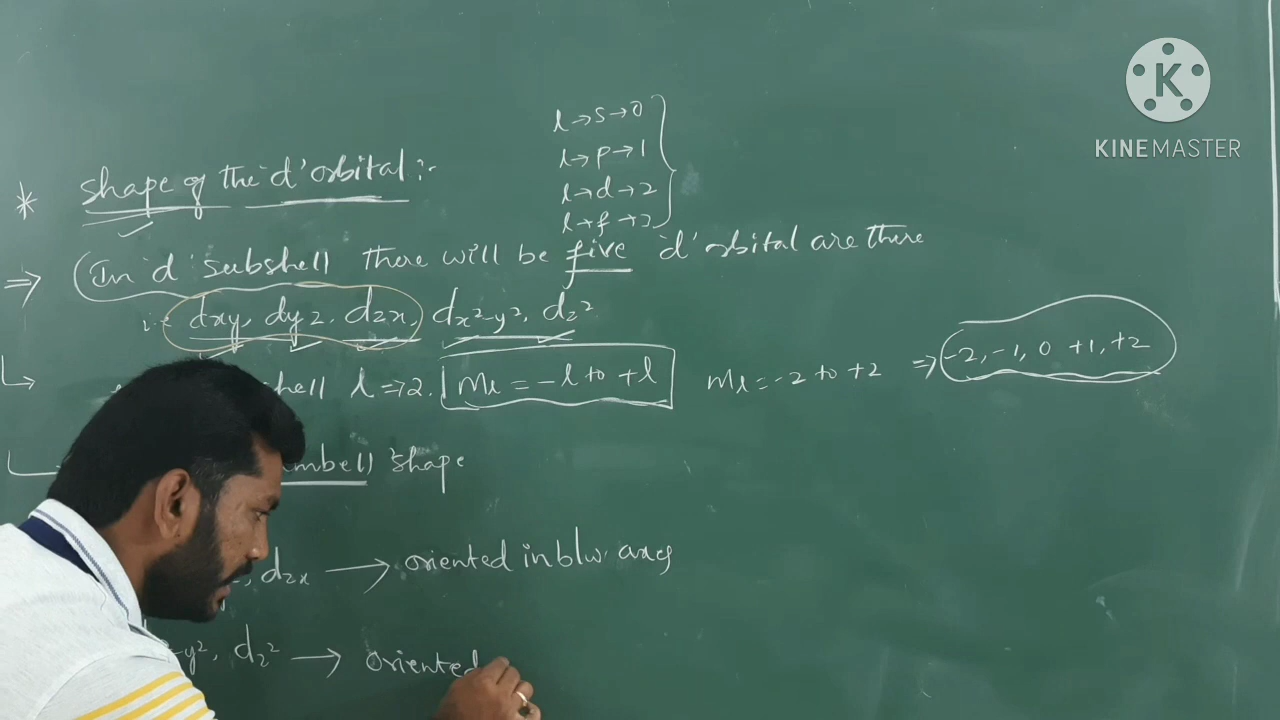 l→s→0
l→p→1
l→d→2
l→f→3
* Shape of the 'd' orbital :-
⇒ In 'd' subshell there will be five 'd' orbital are there
i.e dxy, dyz, dzx, dx²-y², dz²
shell l⇒2. Ml = -l to +l Ml = -2 to +2 ⇒ -2, -1, 0 +1, +2
mbell shape
, dzx → oriented in b/w axes
-y², dz² → oriented
K
KINEMASTER